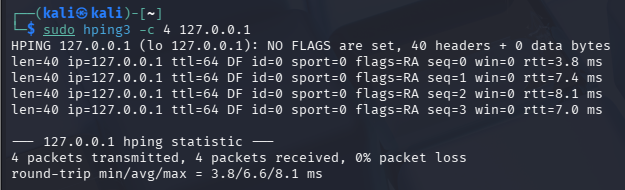 ┌──(kali㉿kali)-[~]
└─$ sudo hping3 -c 4 127.0.0.1
HPING 127.0.0.1 (lo 127.0.0.1): NO FLAGS are set, 40 headers + 0 data bytes
len=40 ip=127.0.0.1 ttl=64 DF id=0 sport=0 flags=RA seq=0 win=0 rtt=3.8 ms
len=40 ip=127.0.0.1 ttl=64 DF id=0 sport=0 flags=RA seq=1 win=0 rtt=7.4 ms
len=40 ip=127.0.0.1 ttl=64 DF id=0 sport=0 flags=RA seq=2 win=0 rtt=8.1 ms
len=40 ip=127.0.0.1 ttl=64 DF id=0 sport=0 flags=RA seq=3 win=0 rtt=7.0 ms
--- 127.0.0.1 hping statistic ---
4 packets transmitted, 4 packets received, 0% packet loss
round-trip min/avg/max = 3.8/6.6/8.1 ms